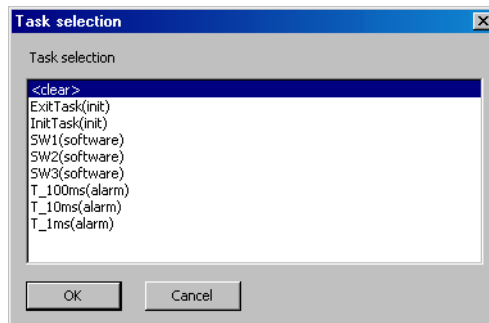 Task selection
Task selection
<clear>
ExitTask(init)
InitTask(init)
SW1(software)
SW2(software)
SW3(software)
T_100ms(alarm)
T_10ms(alarm)
T_1ms(alarm)
OK
Cancel